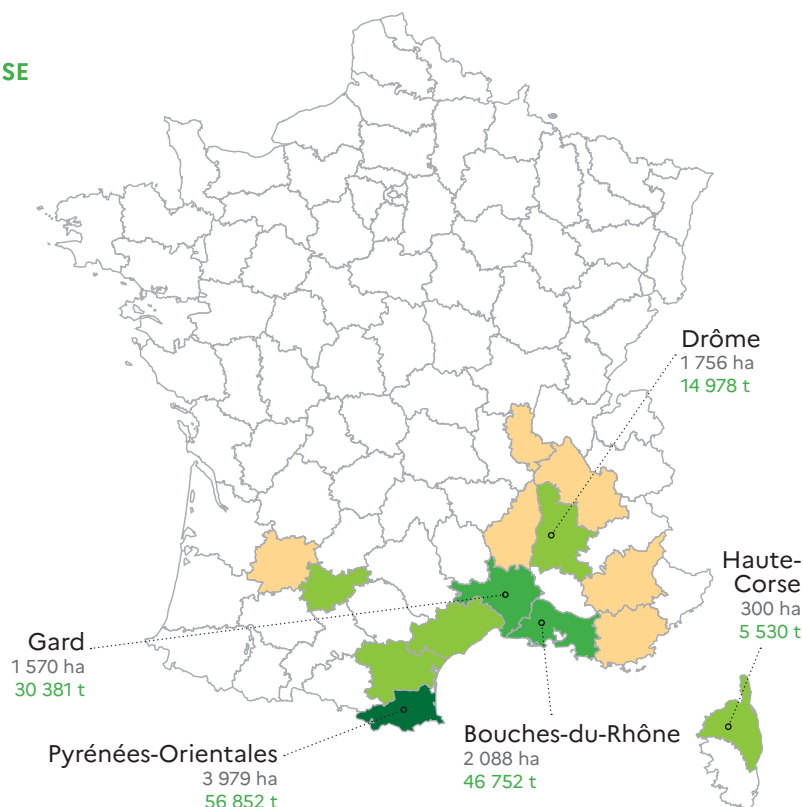 SE
Drôme
1 756 ha
14 978 t
Haute-
Corse
300 ha
5 530 t
Gard
1 570 ha
30 381 t
Bouches-du-Rhône
2 088 ha
46 752 t
Pyrénées-Orientales
3 979 ha
56 852 t